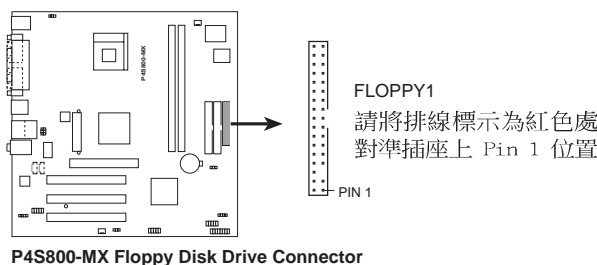 P4S800-MX
FLOPPY1
請將排線標示為紅色處
對準插座上 Pin 1 位置
PIN 1
P4S800-MX Floppy Disk Drive Connector